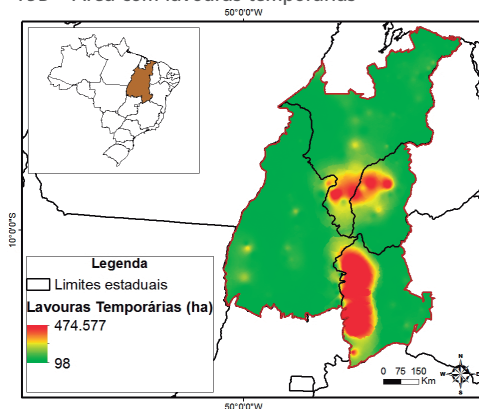 50°0'0"W
10°0'0"S
Legenda
Limites estaduais
Lavouras Temporárias (ha)
474.577
98
N
W E
S
0 75 150
Km
50°0'0"W